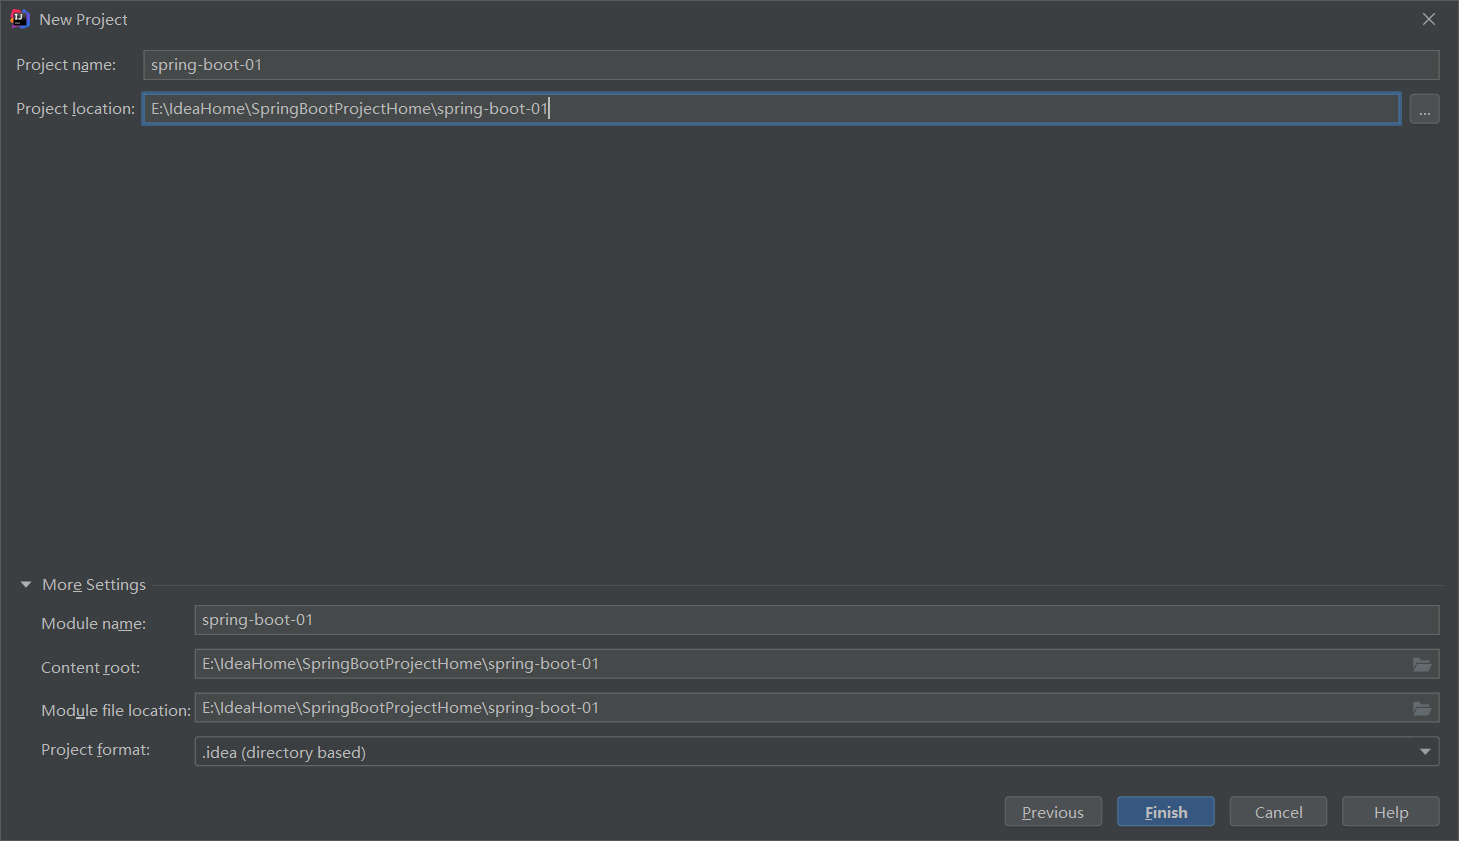 New Project
Project name: spring-boot-01
Project location: E:\IdeaHome\SpringBootProjectHome\spring-boot-01 ...
More Settings
Module name: spring-boot-01
Content root: E:\IdeaHome\SpringBootProjectHome\spring-boot-01
Module file location: E:\IdeaHome\SpringBootProjectHome\spring-boot-01
Project format: .idea (directory based)
Previous Finish Cancel Help